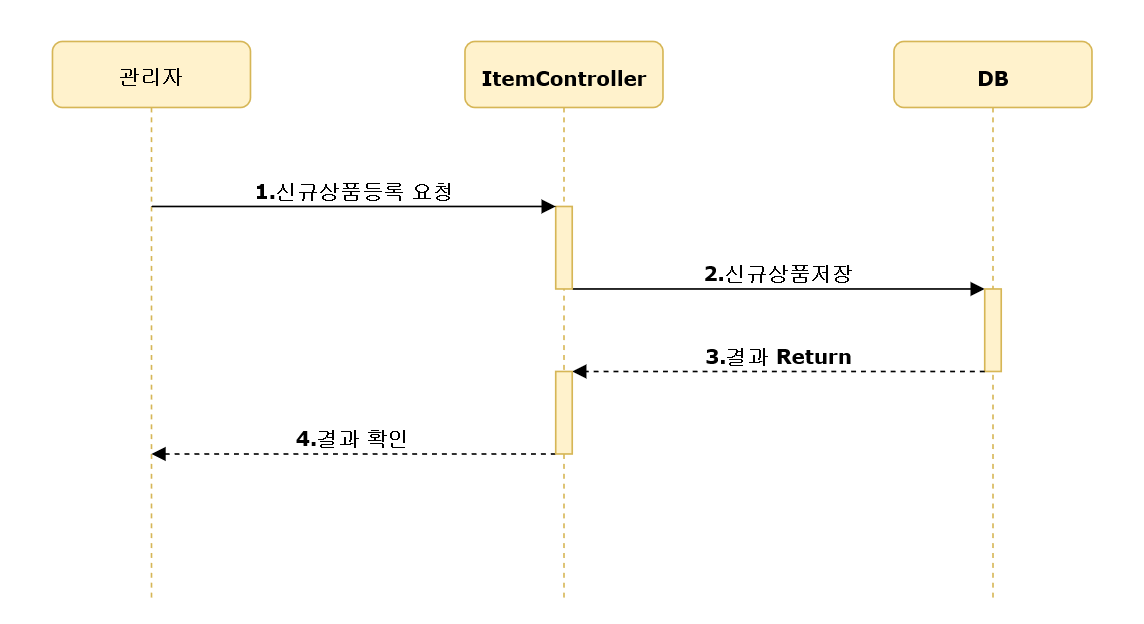 관리자
ItemController
DB
1.신규상품등록 요청
2.신규상품저장
3.결과 Return
4.결과 확인